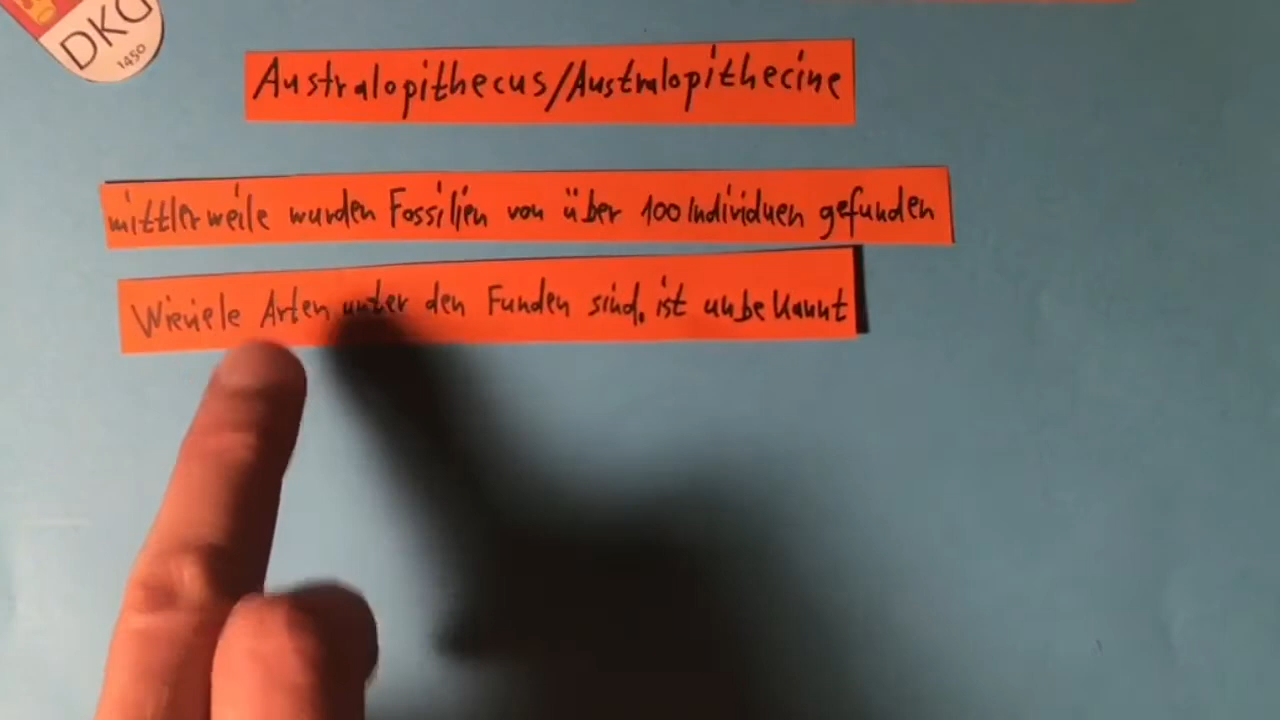 DKG
1450
Australopithecus/Australopithecine
mittlerweile wurden Fossilien von über 100 Individuen gefunden
Wieviele Arten unter den Funden sind, ist unbekannt